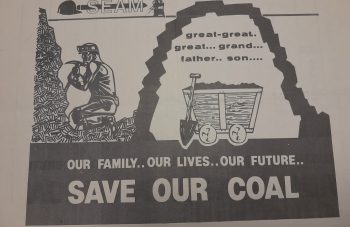 SEAM
great-great.
great... grand...
father.. son....
OUR FAMILY..OUR LIVES..OUR FUTURE..
SAVE OUR COAL